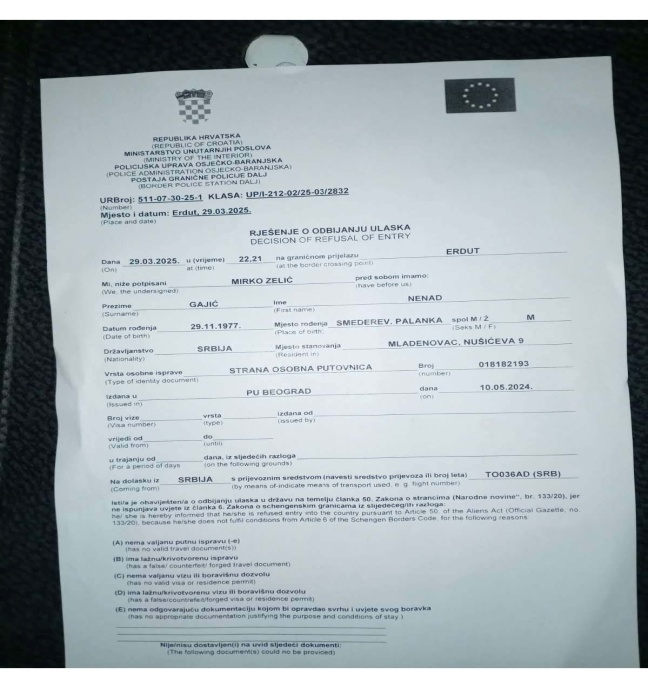 REPUBLIKA HRVATSKA
(REPUBLIC OF CROATIA)
MINISTARSTVO UNUTARNJIH POSLOVA
(MINISTRY OF THE INTERIOR)
POLICIJSKA UPRAVA OSJEČKO-BARANJSKA
(POLICE ADMINISTRATION OSJEČKO-BARANJSKA)
POSTAJA GRANIČNE POLICIJE DALJ
(BORDER POLICE STATION DALJ)
URBroj: 511-07-30-25-1 KLASA: UP/I-212-02/25-03/2832
(Number)
Mjesto i datum: Erdut, 29.03.2025.
(Place and date)
RJEŠENJE O ODBIJANJU ULASKA
DECISION OF REFUSAL OF ENTRY
Dana 29.03.2025. u (vrijeme) 22,21 na graničnom prijelazu ERDUT
(On) at (time) (at the border crossing point)
Mi, niže potpisani MIRKO ZELIĆ pred sobom imamo:
(We, the undersigned) (have before us)
Prezime GAJIĆ Ime NENAD
(Surname) (First name)
Datum rođenja 29.11.1977. Mjesto rođenja SMEDEREV. PALANKA spol M / Ž M
(Date of birth) (Place of birth) (Seks M / F)
Državljanstvo SRBIJA Mjesto stanovanja MLADENOVAC, NUŠIĆEVA 9
(Nationality) (Resident in)
Vrsta osobne isprave STRANA OSOBNA PUTOVNICA Broj 018182193
(Type of identity document) (number)
Izdana u PU BEOGRAD dana 10.05.2024.
(Issued in) (on)
Broj vize vrsta izdana od
(Visa number) (type) (issued by)
vrijedi od do
(Valid from) (until)
u trajanju od dana, iz sljedećih razloga
(For a period of days (on the following grounds)
Na dolasku iz SRBIJA s prijevoznim sredstvom (navesti sredstvo prijevoza ili broj leta) TO036AD (SRB)
(Coming from) (by means of-indicate means of transport used, e. g. flight number)
Isti/a je obaviješten/a o odbijanju ulaska u državu na temelju članka 50. Zakona o strancima (Narodne novine", br. 133/20), jer
ne ispunjava uvjete iz članka 6. Zakona o schengenskim granicama iz slijedećeg razloga:
he/ she is hereby informed that he/she is refused entry into the country pursuant to Article 50. of the Aliens Act (Official Gazette, no.
133/20), because he/she does not fulfil conditions from Article 6 of the Schengen Borders Code, for the following reasons:
(A) nema valjanu putnu ispravu (-e)
(has no valid travel document(s))
(B) ima lažnu/krivotvorenu ispravu
(has a false/ counterfeit/ forged travel document)
(C) nema valjanu vizu ili boravišnu dozvolu
(has no valid visa or residence permit)
(D) ima lažnu/krivotvorenu vizu ili boravišnu dozvolu
(has a false/countrefeit/forged visa or residence permit)
(E) nema odgovarajuću dokumentaciju kojom bi opravdao svrhu i uvjete svog boravka
(has no appropriate documentation justifying the purpose and conditions of stay )
Nije/nisu dostavljen(i) na uvid sljedeći dokumenti:
(The following document(s) could not be provided)